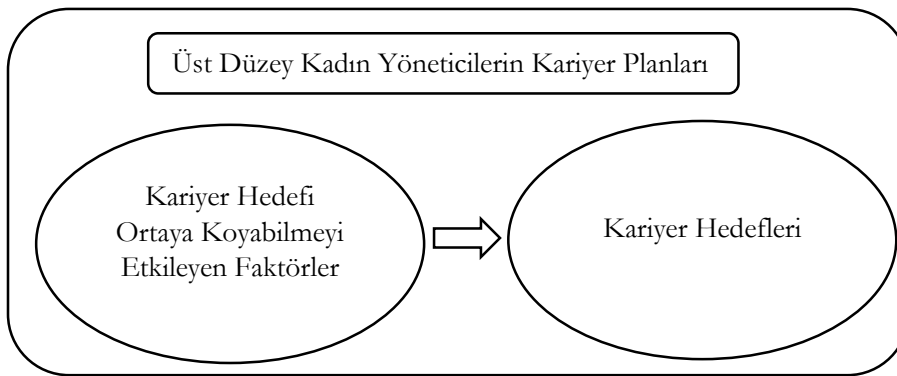 Üst Düzey Kadın Yöneticilerin Kariyer Planları
Kariyer Hedefi
Ortaya Koyabilmeyi
Etkileyen Faktörler
Kariyer Hedefleri